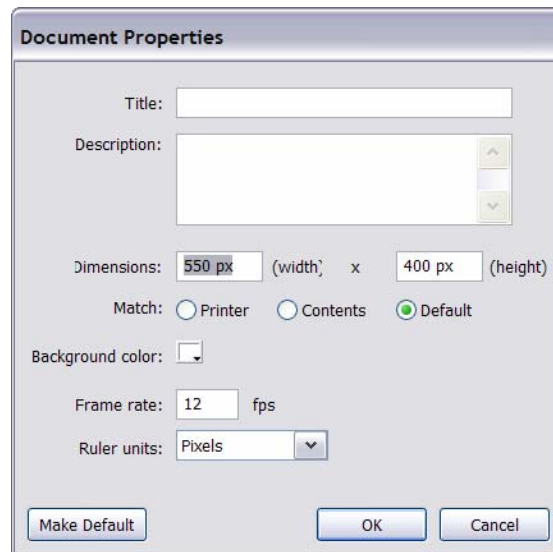 Document Properties
Title:
Description:
Dimensions: 550 px (width) x 400 px (height)
Match: Printer Contents Default
Background color:
Frame rate: 12 fps
Ruler units: Pixels
Make Default OK Cancel